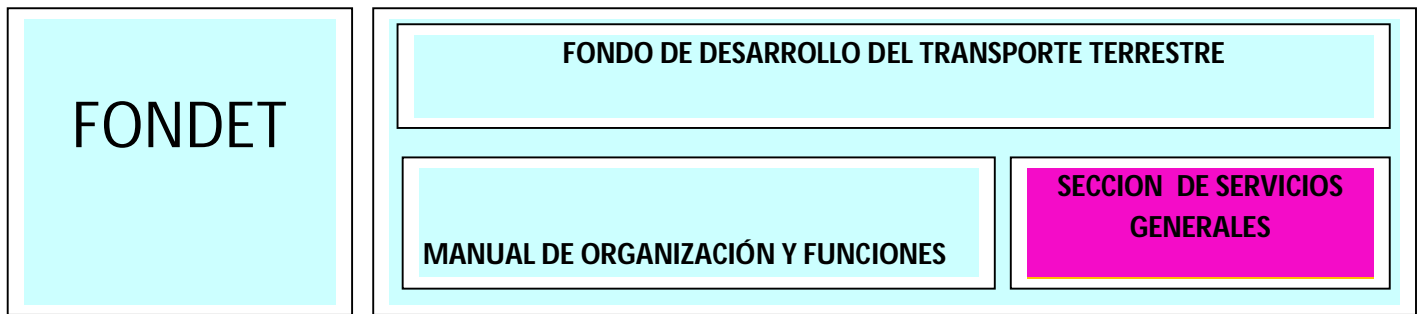 FONDET
FONDO DE DESARROLLO DEL TRANSPORTE TERRESTRE
MANUAL DE ORGANIZACIÓN Y FUNCIONES
SECCION DE SERVICIOS
GENERALES